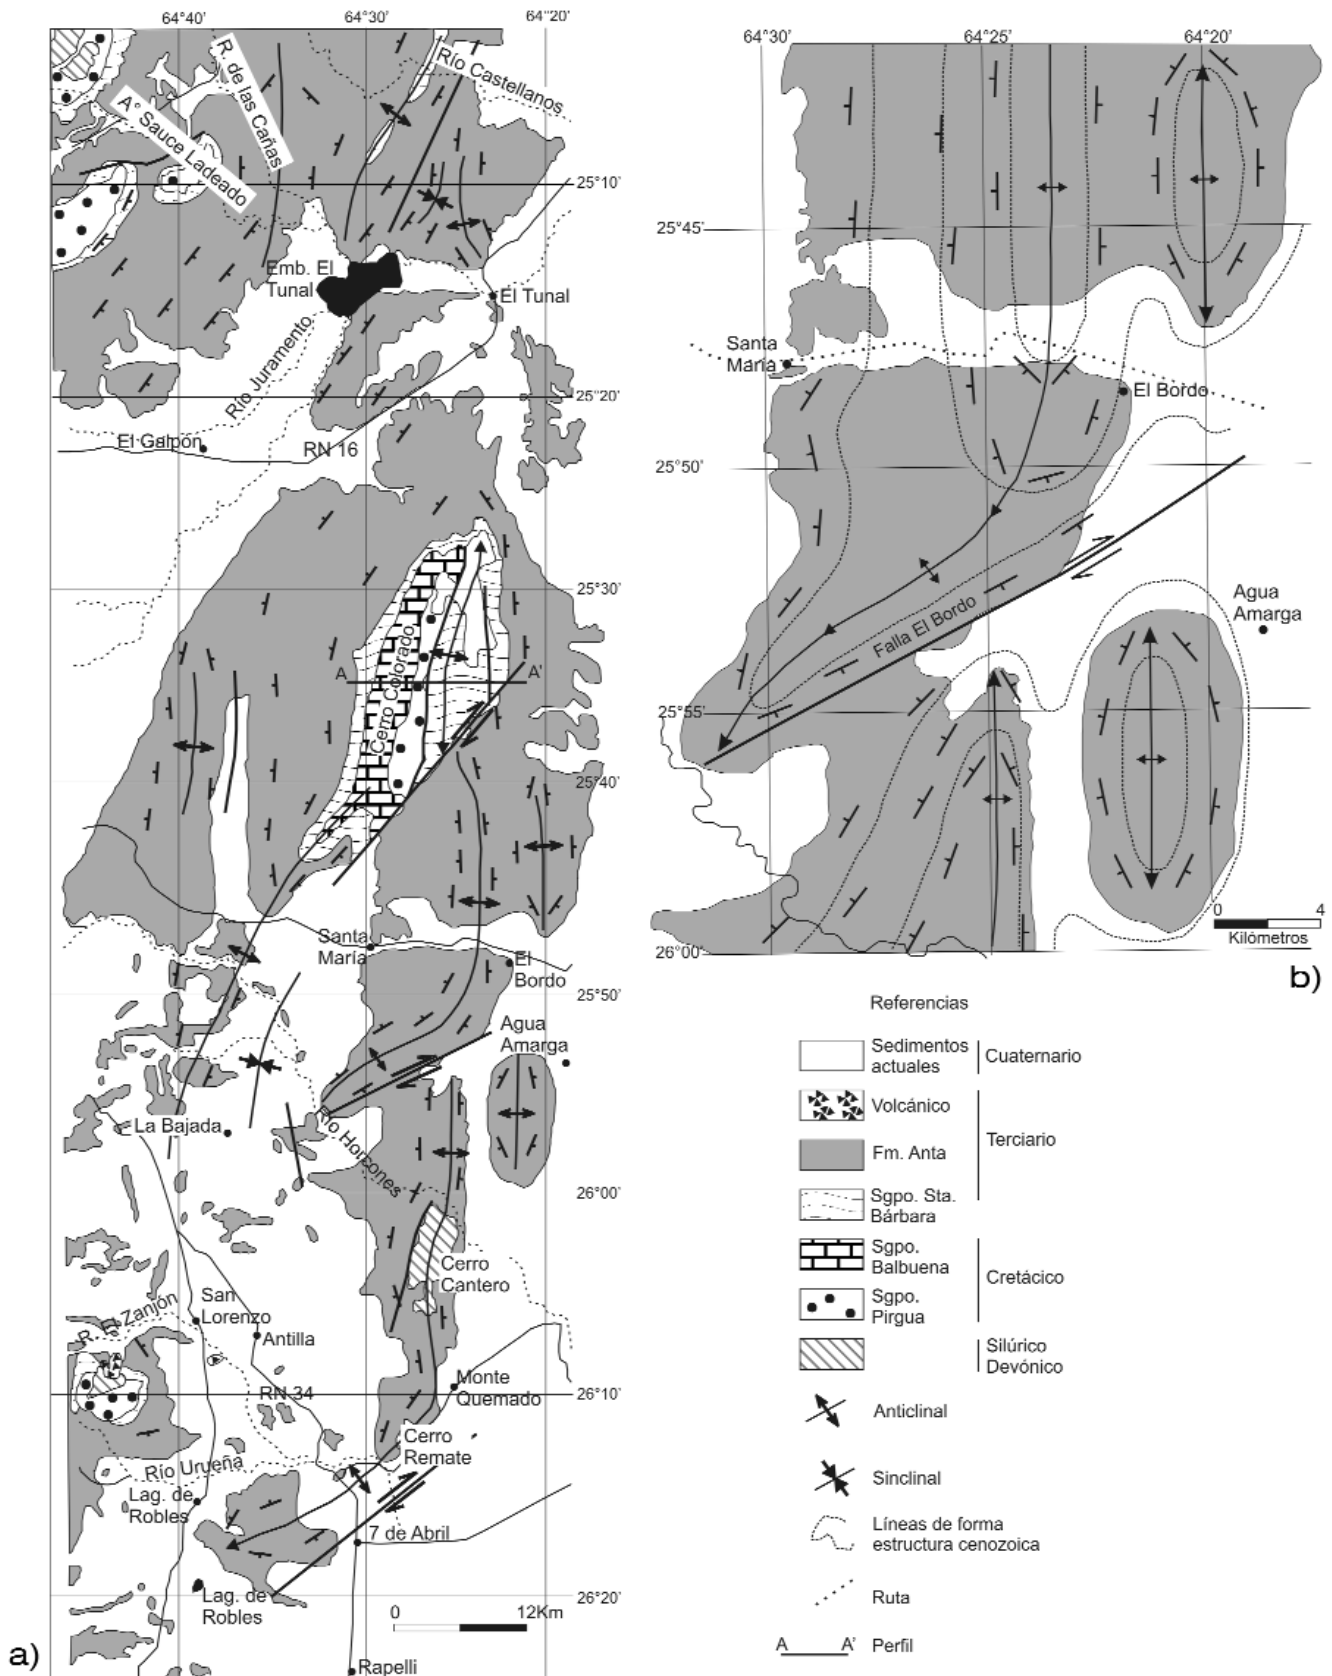 64°40'
64°30'
64°20'
Río Castellanos
R. de las Cañas
A° Sauce Ladeado
25°10'
Emb. El
Tunal
El Tunal
Río Juramento
25°20'
El Galpón
RN 16
25°30'
Cerro Colorado
A
A'
25°40'
Santa
María
El
Bordo
25°50'
Agua
Amarga
La Bajada
Río Horcones
26°00'
Cerro
Cantero
R. El Zanjón
San
Lorenzo
Antilla
RN 34
Monte
Quemado
26°10'
Cerro
Remate
Río Urueña
Lag. de
Robles
7 de Abril
Lag. de
Robles
26°20'
0
12Km
Rapelli
a)
64°30'
64°25'
64°20'
25°45'
Santa
María
El Bordo
25°50'
Agua
Amarga
Falla El Bordo
25°55'
0
4
Kilómetros
26°00'
b)
Referencias
Sedimentos
actuales
Cuaternario
Volcánico
Terciario
Fm. Anta
Sgpo. Sta.
Bárbara
Sgpo.
Balbuena
Cretácico
Sgpo.
Pirgua
Silúrico
Devónico
Anticlinal
Sinclinal
Líneas de forma
estructura cenozoica
Ruta
A
A'
Perfil